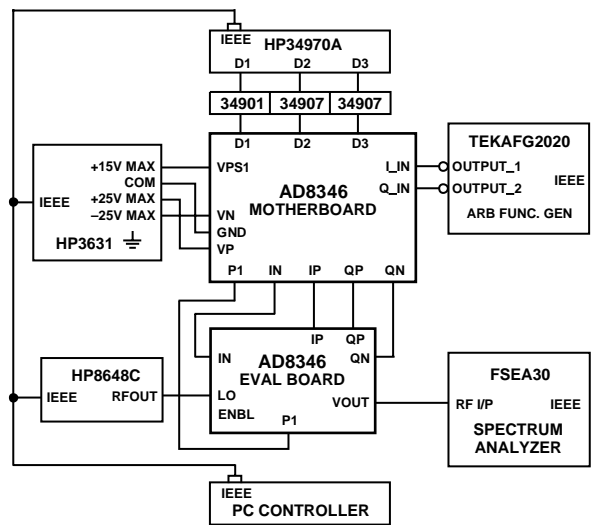 IEEE
HP34970A
D1 D2 D3
34901 34907 34907
D1 D2 D3
+15V MAX
COM
+25V MAX
–25V MAX
IEEE
HP3631
VPS1
VN
GND
VP
AD8346
MOTHERBOARD
I_IN
Q_IN
P1 IN IP QP QN
TEKAFG2020
OUTPUT_1
OUTPUT_2
IEEE
ARB FUNC. GEN
IP QP
IN
AD8346
QN
EVAL BOARD
LO
ENBL
VOUT
P1
HP8648C
IEEE RFOUT
FSEA30
RF I/P IEEE
SPECTRUM
ANALYZER
IEEE
PC CONTROLLER